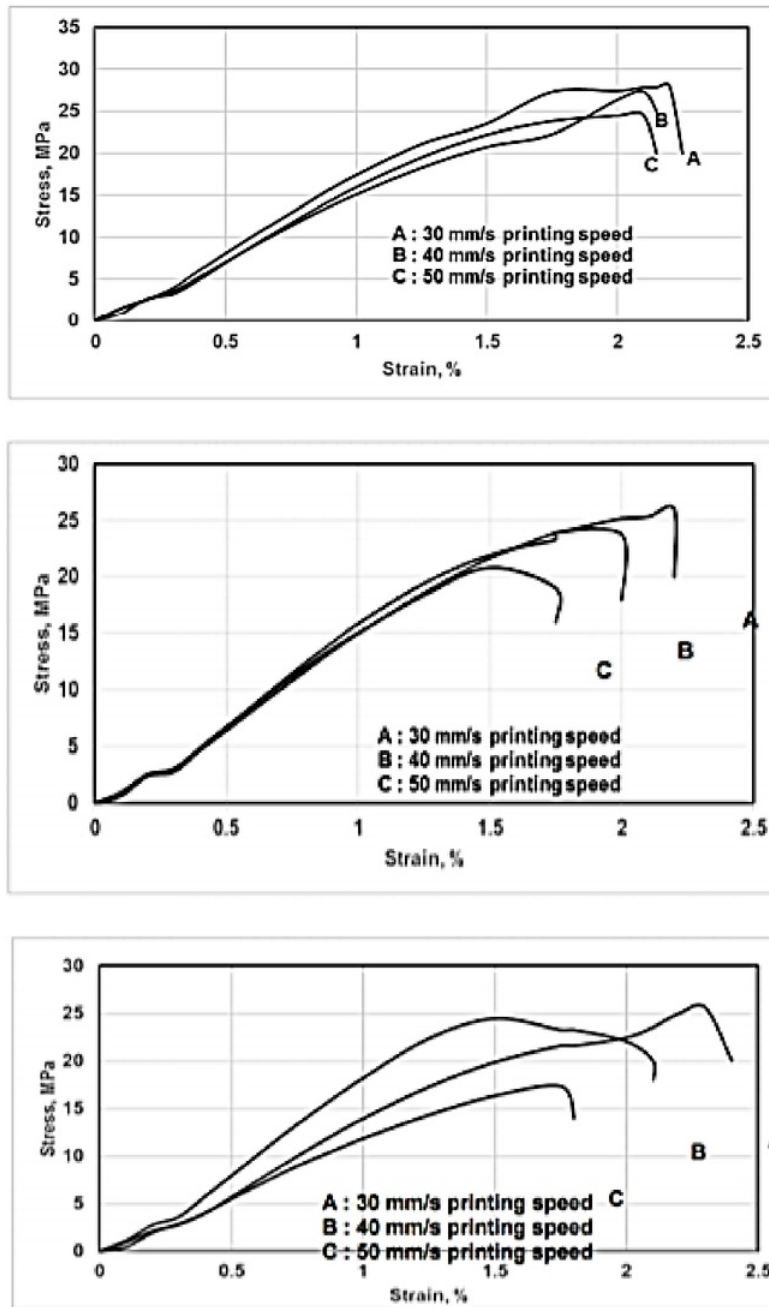 35
30
25
20
15
10
5
0
Stress, MPa
B
C
A
A : 30 mm/s printing speed
B : 40 mm/s printing speed
C : 50 mm/s printing speed
0 0.5 1 1.5 2 2.5
Strain, %
30
25
20
15
10
5
0
Stress, MPa
A
B
C
A : 30 mm/s printing speed
B : 40 mm/s printing speed
C : 50 mm/s printing speed
0 0.5 1 1.5 2 2.5
Strain, %
30
25
20
15
10
5
0
Stress, MPa
B
C
A : 30 mm/s printing speed
B : 40 mm/s printing speed
C : 50 mm/s printing speed
0 0.5 1 1.5 2 2.5
Strain, %